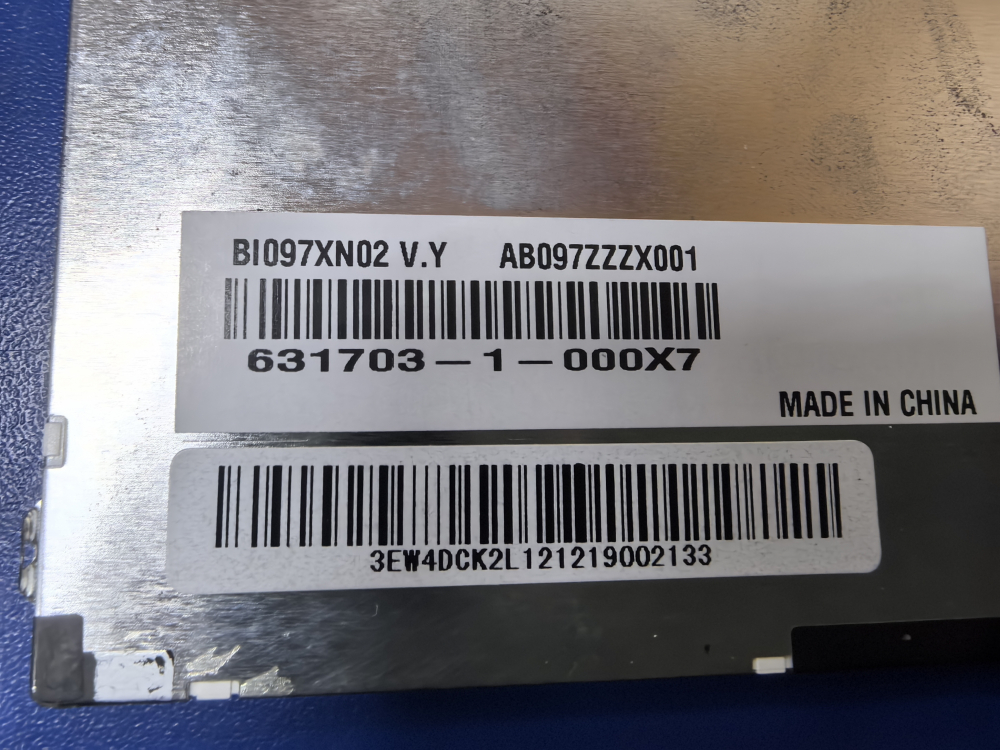 BI097XN02 V.Y AB097ZZZX001
631703-1-000X7
MADE IN CHINA
3EW4DCK2L121219002133